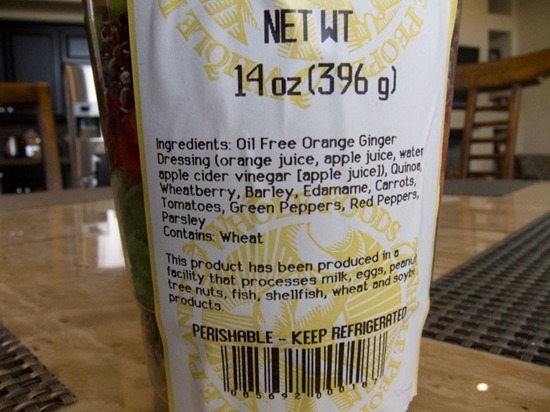 NET WT
14 oz (396 g)
Ingredients: Oil Free Orange Ginger
Dressing (orange juice, apple juice, water
apple cider vinegar [apple juice]), Quinoa,
Wheatberry, Barley, Edamame, Carrots,
Tomatoes, Green Peppers, Red Peppers,
Parsley
Contains: Wheat
This product has been produced in a
facility that processes milk, eggs, peanut
tree nuts, fish, shellfish, wheat and soybe
products.
PERISHABLE - KEEP REFRIGERATED